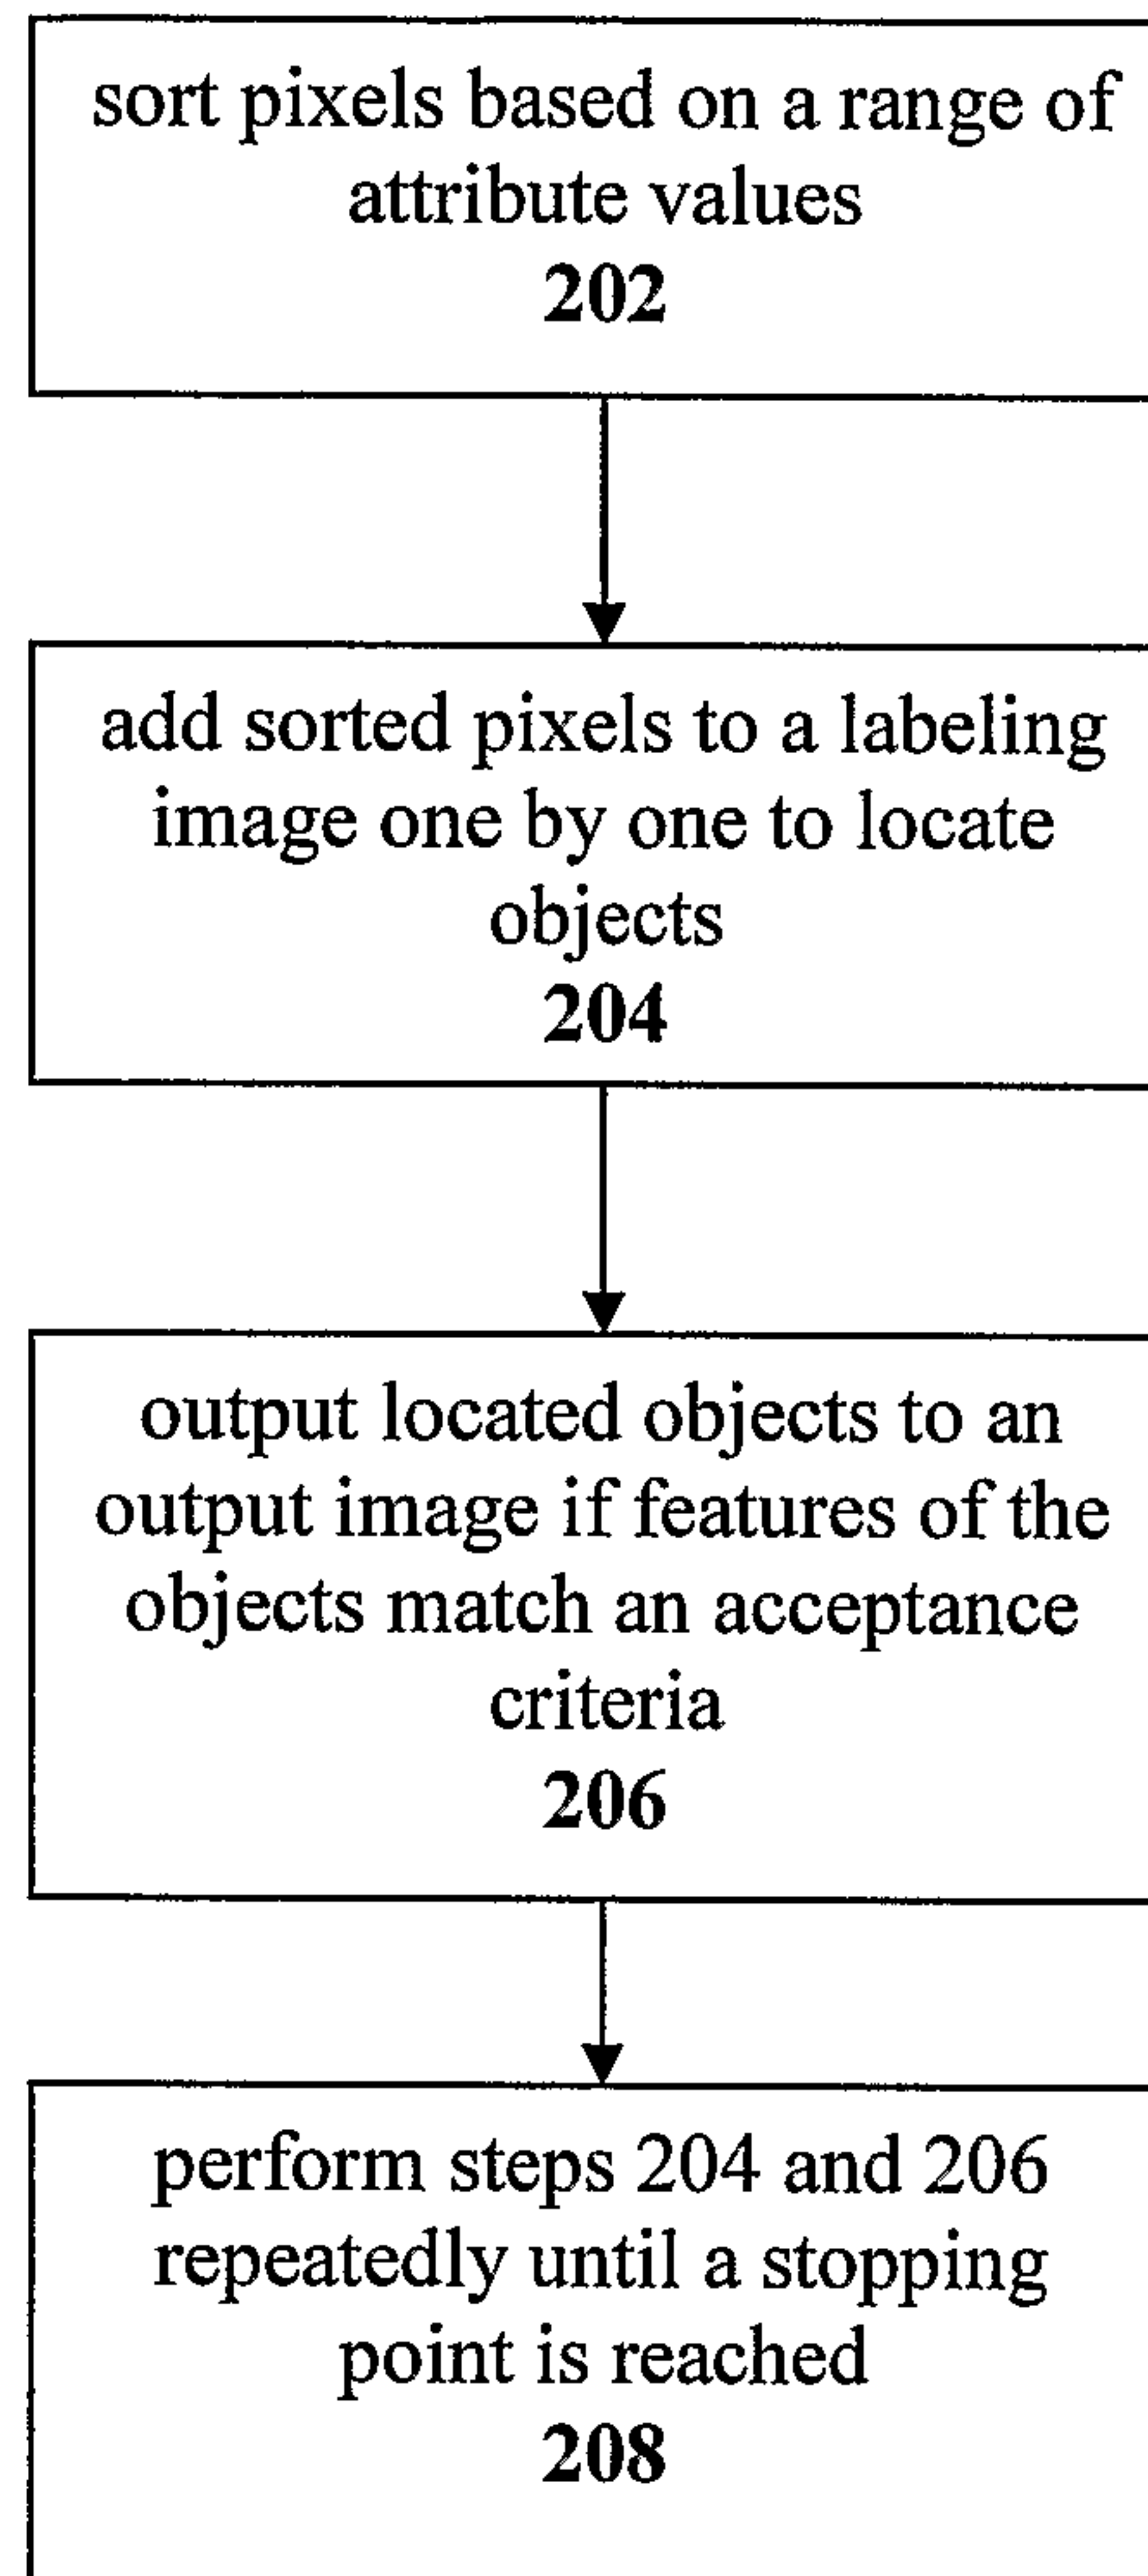 sort pixels based on a range of
attribute values
202
add sorted pixels to a labeling
image one by one to locate
objects
204
output located objects to an
output image if features of the
objects match an acceptance
criteria
206
perform steps 204 and 206
repeatedly until a stopping
point is reached
208